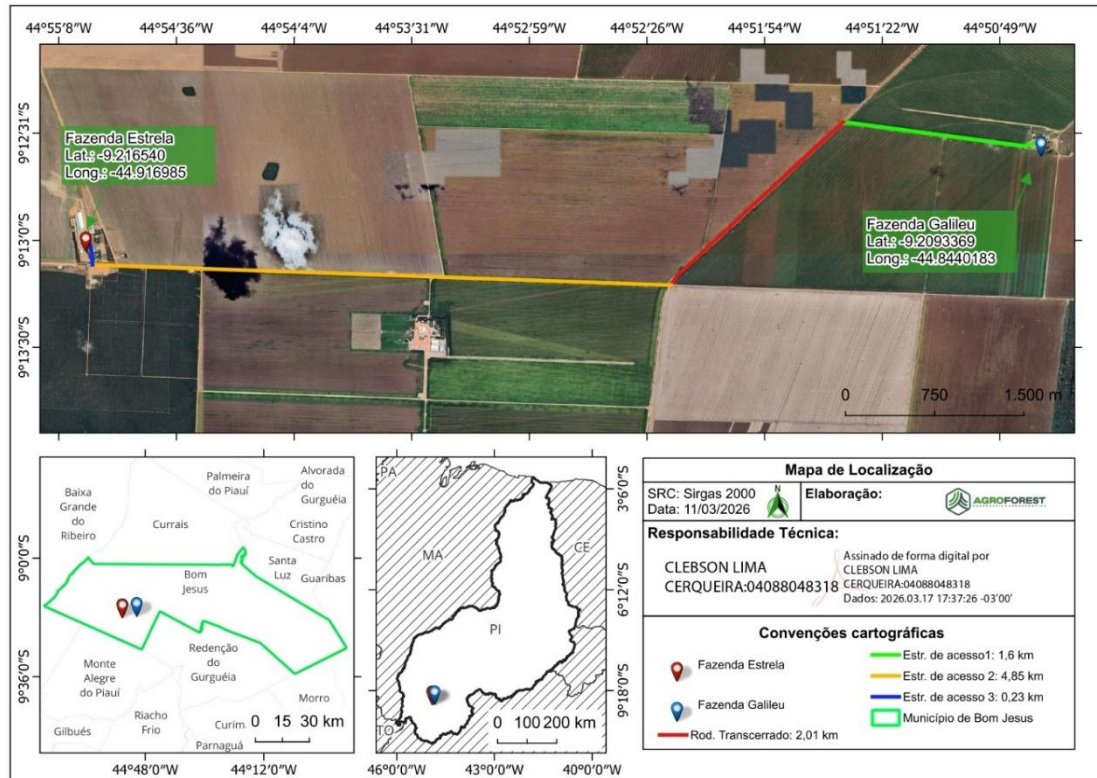 44°55'8"O 44°54'36"O 44°54'4"O 44°53'31"O 44°52'59"O 44°52'26"O 44°51'54"O 44°51'22"O 44°50'49"O
9°12'31"S
9°13'0"S
9°13'30"S
Fazenda Estrela
Lat.: -9.216540
Long.: -44.916985
Fazenda Galileu
Lat.: -9.2093369
Long.: -44.8440183
0 750 1.500 m
9°12'31"S
9°13'0"S
9°13'30"S
Baixa
Grande
do
Ribeiro
Palmeira
do Piauí
Alvorada
do
Gurguéia
Currais
Cristino
Castro
Santa
Luz
Guaribas
Bom
Jesus
Redenção
do
Gurguéia
Monte
Alegre
do Piauí
Morro
Riacho
Frio
Curim
Gilbués
Parnaguá
0 15 30 km
9°0'0"S
9°36'0"S
44°48'0"O 44°12'0"O
PA
MA
CE
PI
TO
0 100 200 km
3°6'0"S
6°12'0"S
9°18'0"S
46°0'0"O 43°0'0"O 40°0'0"O
Mapa de Localização
SRC: Sirgas 2000
Data: 11/03/2026
N
Elaboração:
AGROFOREST
Responsabilidade Técnica:
CLEBSON LIMA
CERQUEIRA:04088048318
Assinado de forma digital por
CLEBSON LIMA
CERQUEIRA:04088048318
Dados: 2026.03.17 17:37:26 -03'00'
Convenções cartográficas
Fazenda Estrela
Fazenda Galileu
Rod. Transcerrado: 2,01 km
Estr. de acesso1: 1,6 km
Estr. de acesso 2: 4,85 km
Estr. de acesso 3: 0,23 km
Município de Bom Jesus